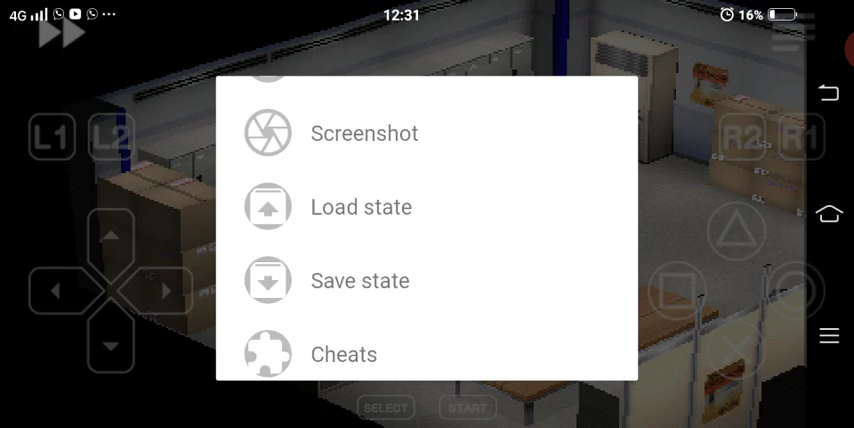 4G
12:31
16%
L1
L2
R2
R1
Screenshot
Load state
Save state
Cheats
SELECT
START